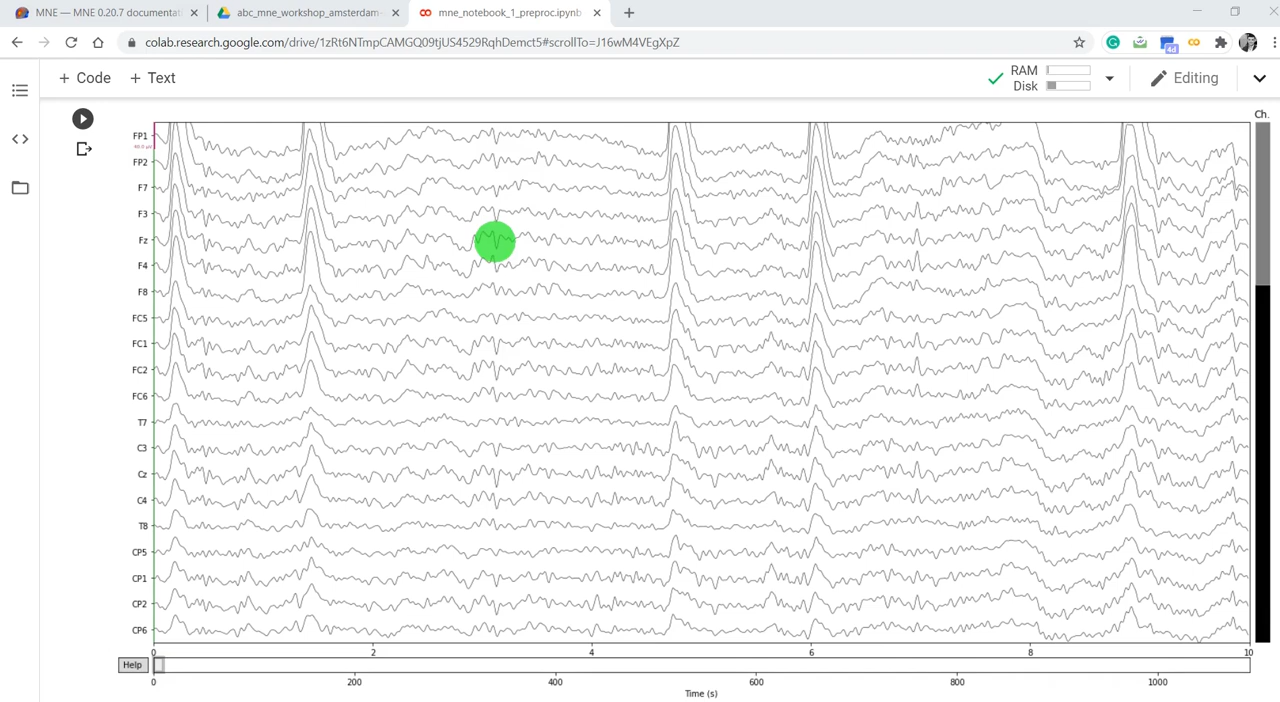 MNE — MNE 0.20.7 documentati
abc_mne_workshop_amsterdam-
mne_notebook_1_preproc.ipynb
colab.research.google.com/drive/1zRt6NTmpCAMGQ09tiUS4529RqhDemct5#scrollTo=J16wM4VEgXpZ
4d
+ Code + Text
RAM
Disk
Editing
Ch.
FP1
FP2
F7
F3
Fz
F4
F8
FC5
FC1
FC2
FC6
T7
C3
Cz
C4
T8
CP5
CP1
CP2
CP6
0 2 4 6 8 10
Help
0 200 400 600 800 1000
Time (s)